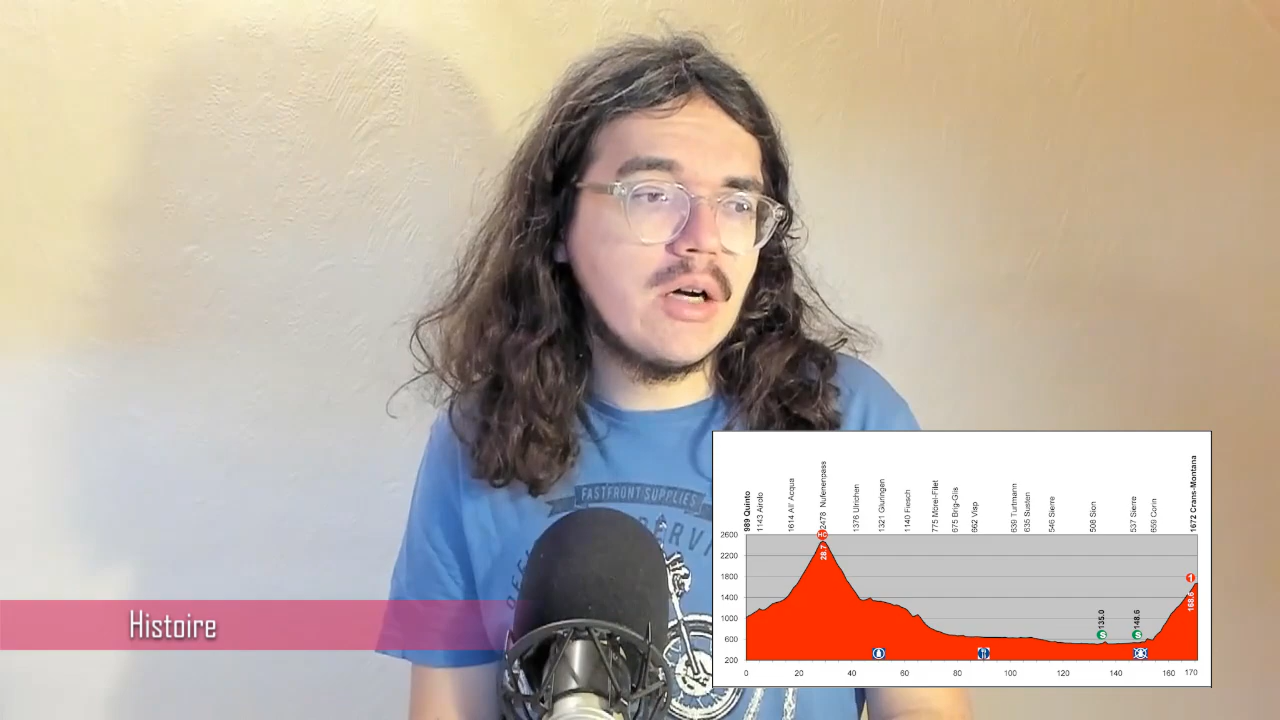 FASTFRONT SUPPLIES
Histoire
989 Quinto
1143 Airolo
1614 All' Acqua
2478 Nufenenpass
1376 Ulrichen
1321 Gluringen
1140 Fiesch
775 Mörel-Filet
675 Brig-Glis
662 Visp
639 Turtmann
635 Susten
546 Sierre
508 Sion
537 Sierre
659 Corin
1672 Crans-Montana
2600
2200
1800
1400
1000
600
200
HC
28.7
S
135.0
S
148.6
1
168.6
0
20
40
60
80
100
120
140
160
170